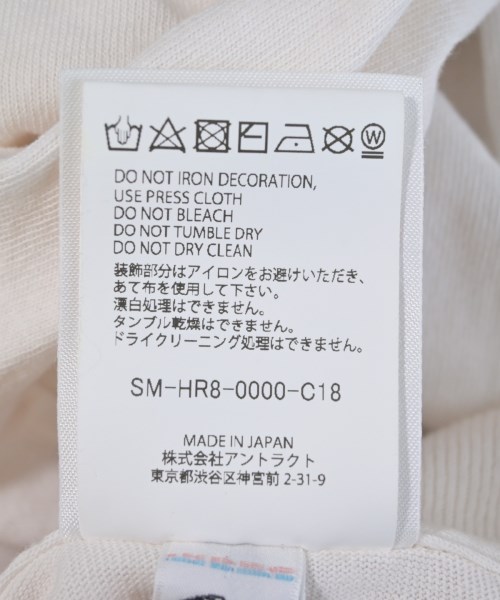 W
DO NOT IRON DECORATION,
USE PRESS CLOTH
DO NOT BLEACH
DO NOT TUMBLE DRY
DO NOT DRY CLEAN
装飾部分はアイロンをお避けいただき、
あて布を使用して下さい。
漂白処理はできません。
タンブル乾燥はできません。
ドライクリーニング処理はできません。
SM-HR8-0000-C18
MADE IN JAPAN
株式会社アントラクト
東京都渋谷区神宮前 2-31-9